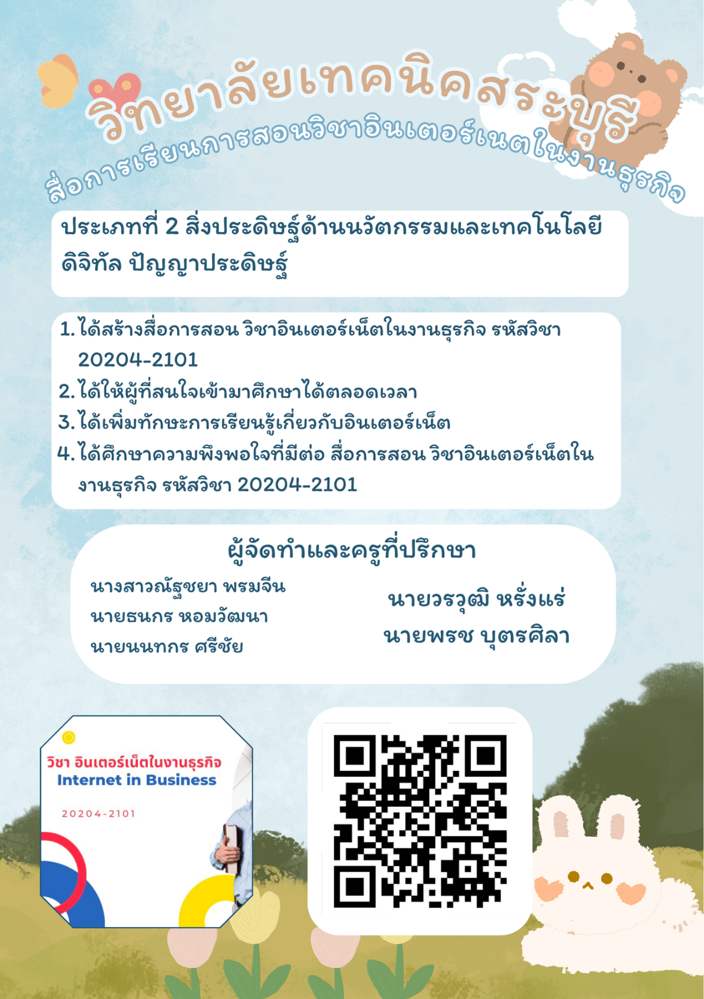 วิทยาลัยเทคนิคสระบุรี
สื่อการเรียนการสอนวิชาอินเตอร์เนตในงานธุรกิจ
ประเภทที่ 2 สิ่งประดิษฐ์ด้านนวัตกรรมและเทคโนโลยี
ดิจิทัล ปัญญาประดิษฐ์
1. ได้สร้างสื่อการสอน วิชาอินเตอร์เน็ตในงานธุรกิจ รหัสวิชา
20204-2101
2. ได้ให้ผู้ที่สนใจเข้ามาศึกษาได้ตลอดเวลา
3. ได้เพิ่มทักษะการเรียนรู้เกี่ยวกับอินเตอร์เน็ต
4. ได้ศึกษาความพึงพอใจที่มีต่อ สื่อการสอน วิชาอินเตอร์เน็ตใน
งานธุรกิจ รหัสวิชา 20204-2101
ผู้จัดทำและครูที่ปรึกษา
นางสาวณัฐชยา พรมจีน
นายธนกร หอมวัฒนา
นายนนทกร ศรีชัย
นายวรวุฒิ หรั่งแร่
นายพรช บุตรศิลา
วิชา อินเตอร์เน็ตในงานธุรกิจ
Internet in Business
20204-2101